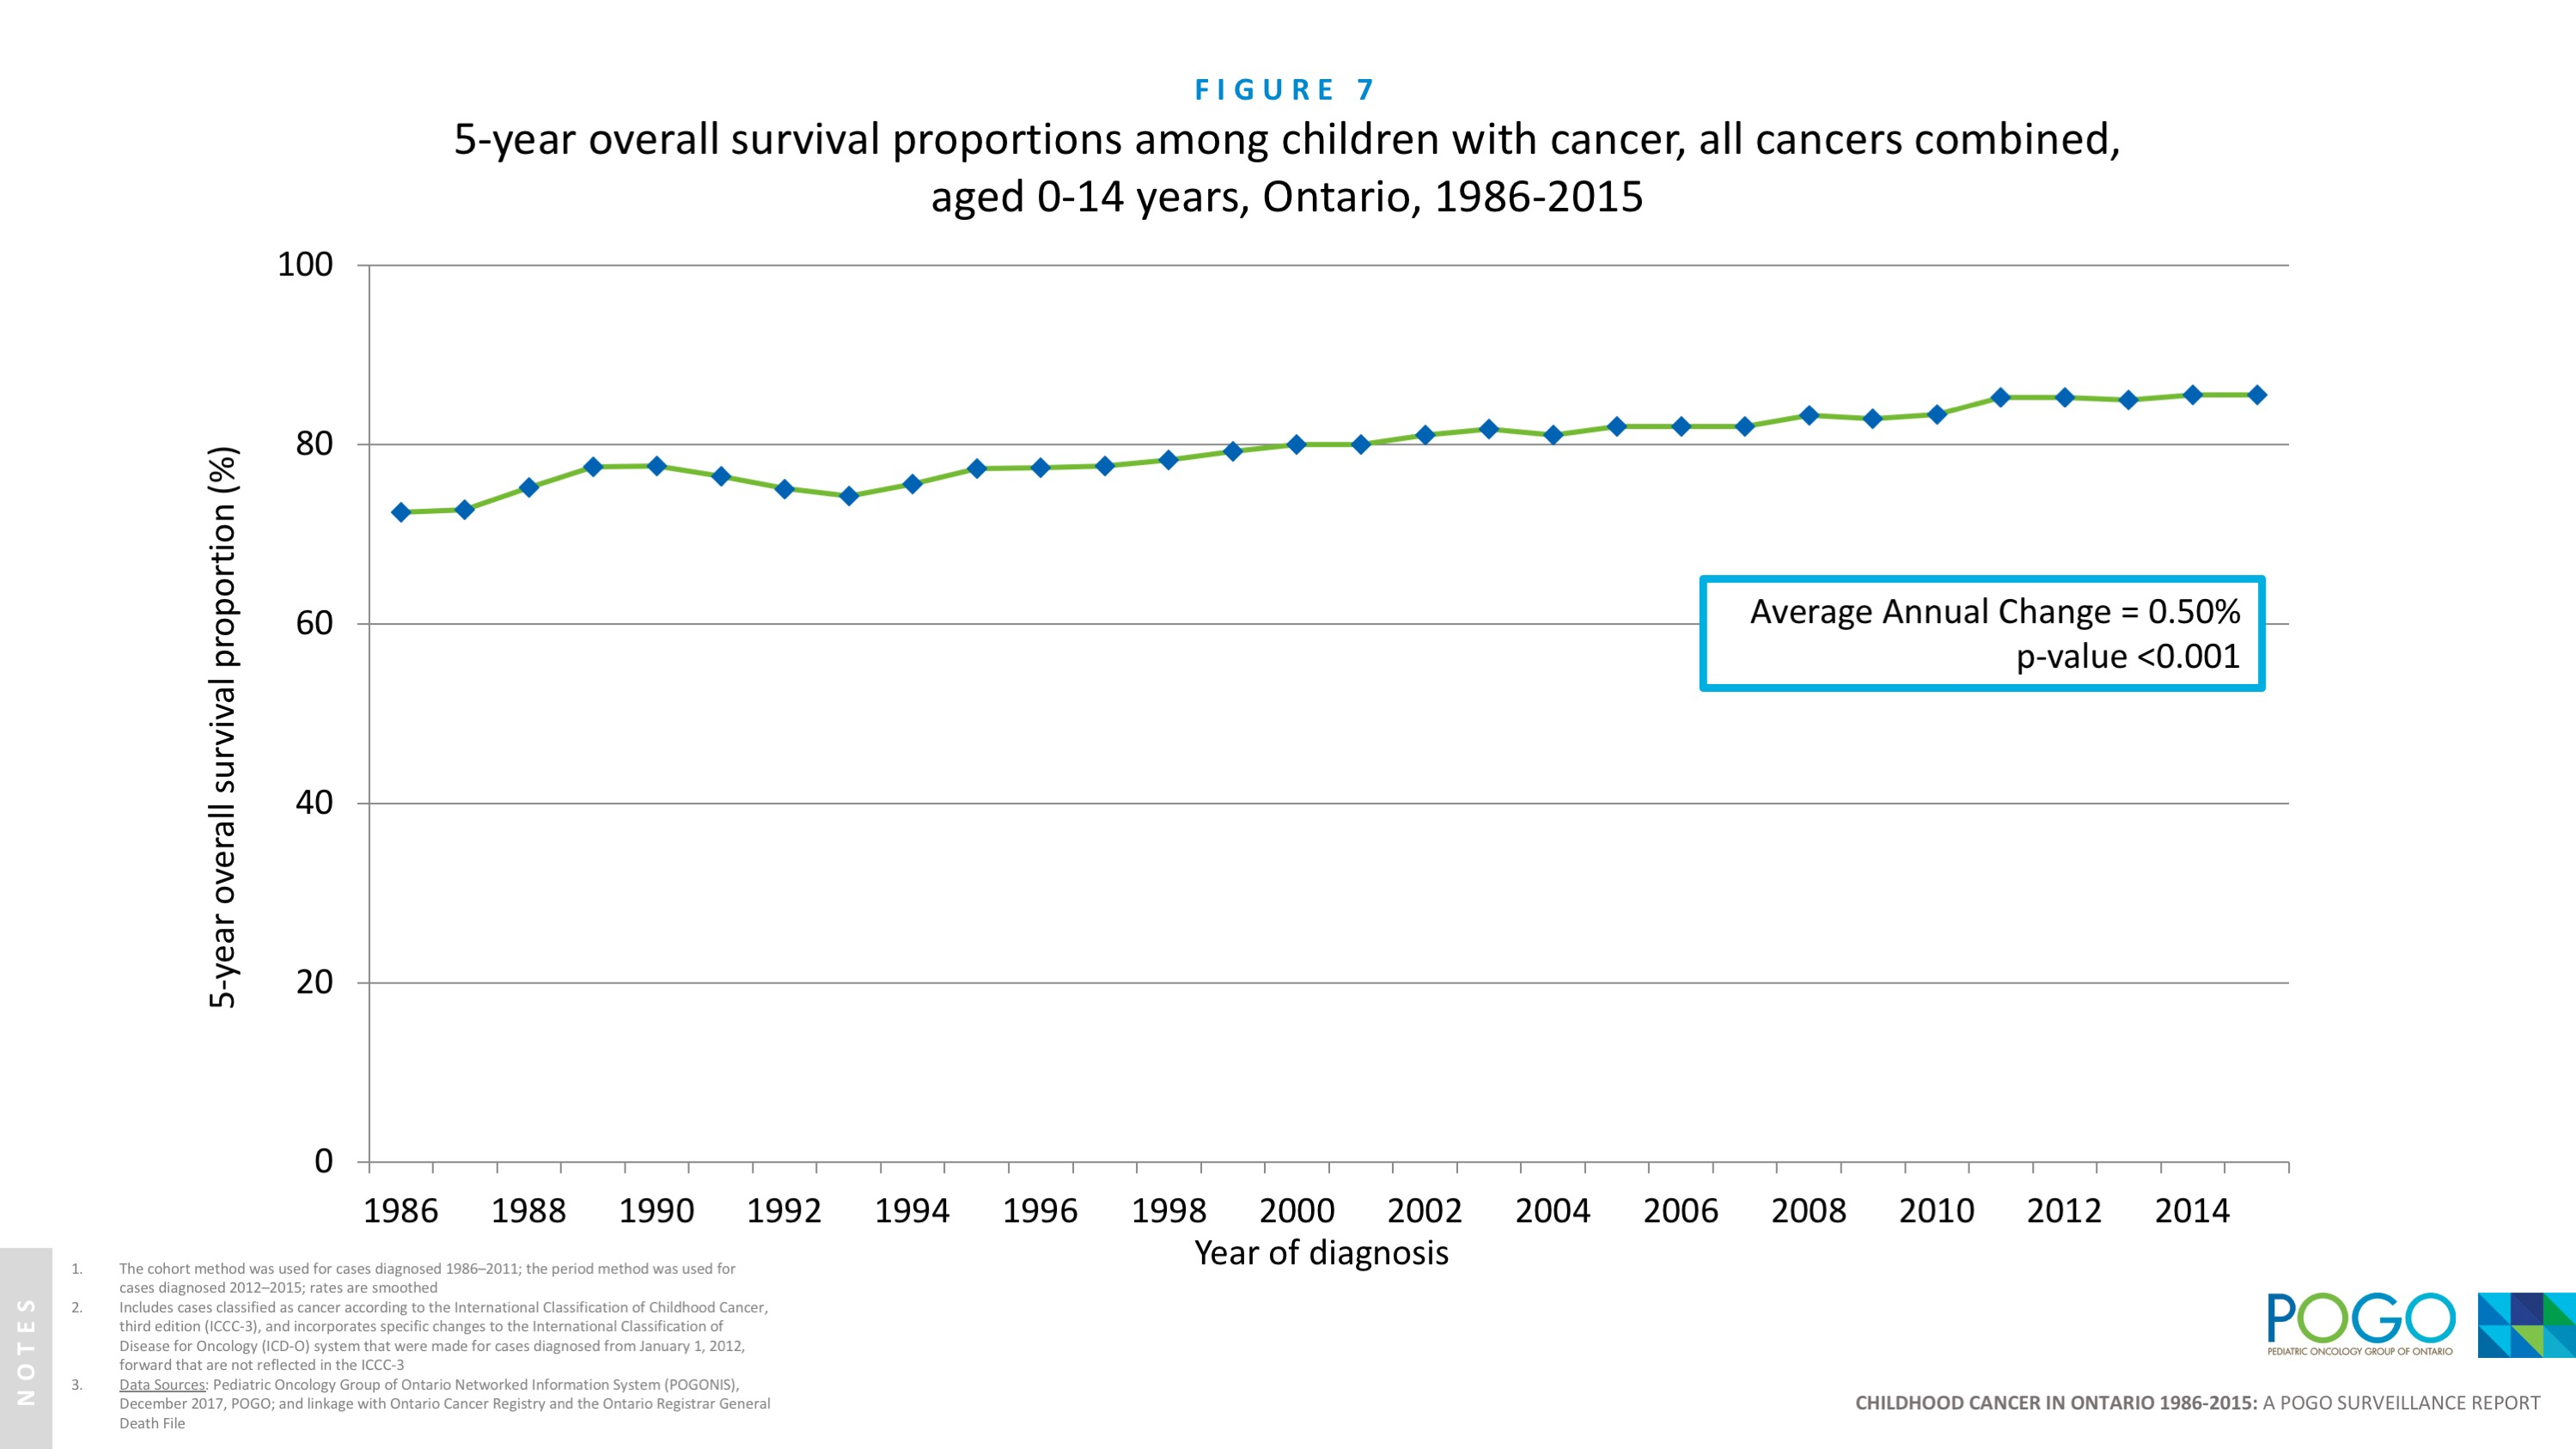 FIGURE 7
5-year overall survival proportions among children with cancer, all cancers combined,
aged 0-14 years, Ontario, 1986-2015
5-year overall survival proportion (%)
100
80
60
40
20
0
Average Annual Change = 0.50%
p-value <0.001
1986 1988 1990 1992 1994 1996 1998 2000 2002 2004 2006 2008 2010 2012 2014
Year of diagnosis
NOTES
1. The cohort method was used for cases diagnosed 1986–2011; the period method was used for
cases diagnosed 2012–2015; rates are smoothed
2. Includes cases classified as cancer according to the International Classification of Childhood Cancer,
third edition (ICCC-3), and incorporates specific changes to the International Classification of
Disease for Oncology (ICD-O) system that were made for cases diagnosed from January 1, 2012,
forward that are not reflected in the ICCC-3
3. Data Sources: Pediatric Oncology Group of Ontario Networked Information System (POGONIS),
December 2017, POGO; and linkage with Ontario Cancer Registry and the Ontario Registrar General
Death File
POGO
PEDIATRIC ONCOLOGY GROUP OF ONTARIO
CHILDHOOD CANCER IN ONTARIO 1986-2015: A POGO SURVEILLANCE REPORT